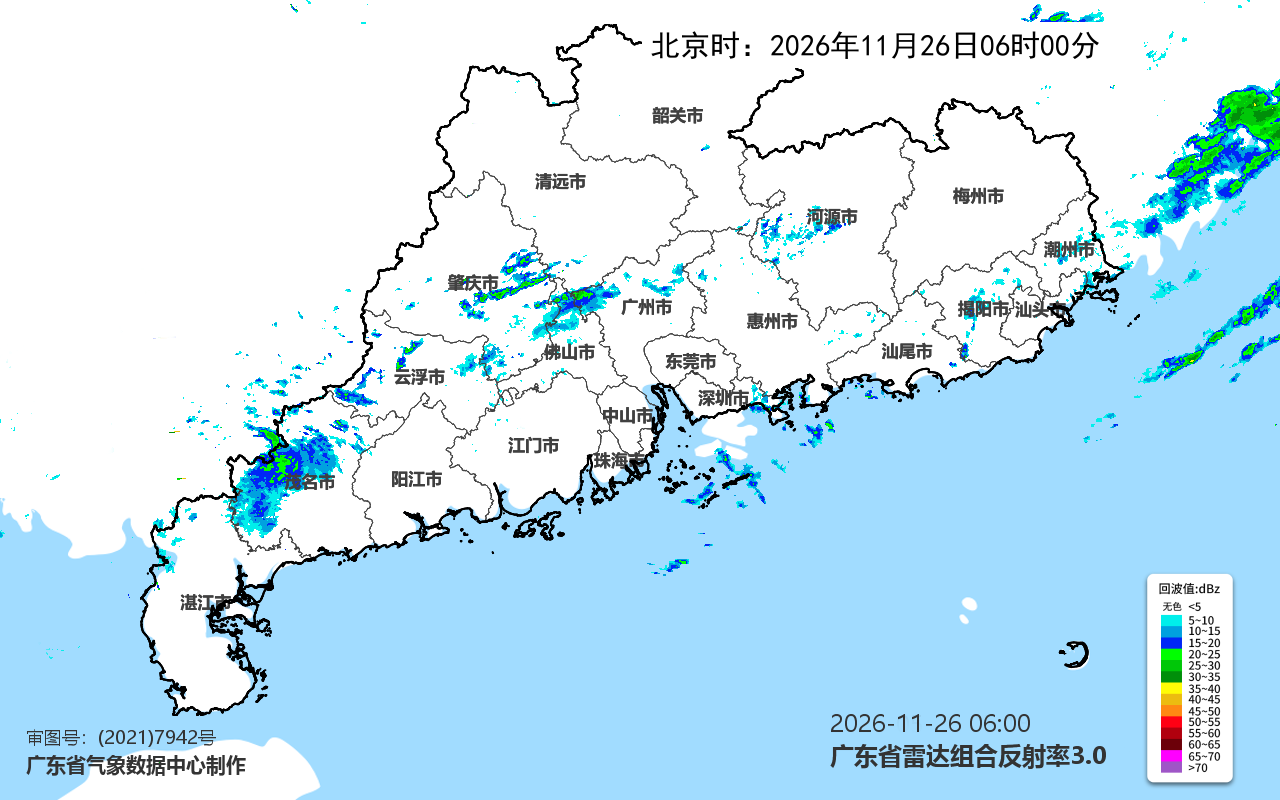 北京时：2026年11月26日06时00分
韶关市
清远市
梅州市
河源市
潮州市
肇庆市
广州市
揭阳市
汕头市
惠州市
佛山市
汕尾市
东莞市
云浮市
深圳市
中山市
江门市
珠海市
阳江市
茂名市
湛江市
回波值:dBz
无色 <5
5~10
10~15
15~20
20~25
25~30
30~35
35~40
40~45
45~50
50~55
55~60
60~65
65~70
>70
2026-11-26 06:00
广东省雷达组合反射率3.0
审图号：(2021)7942号
广东省气象数据中心制作